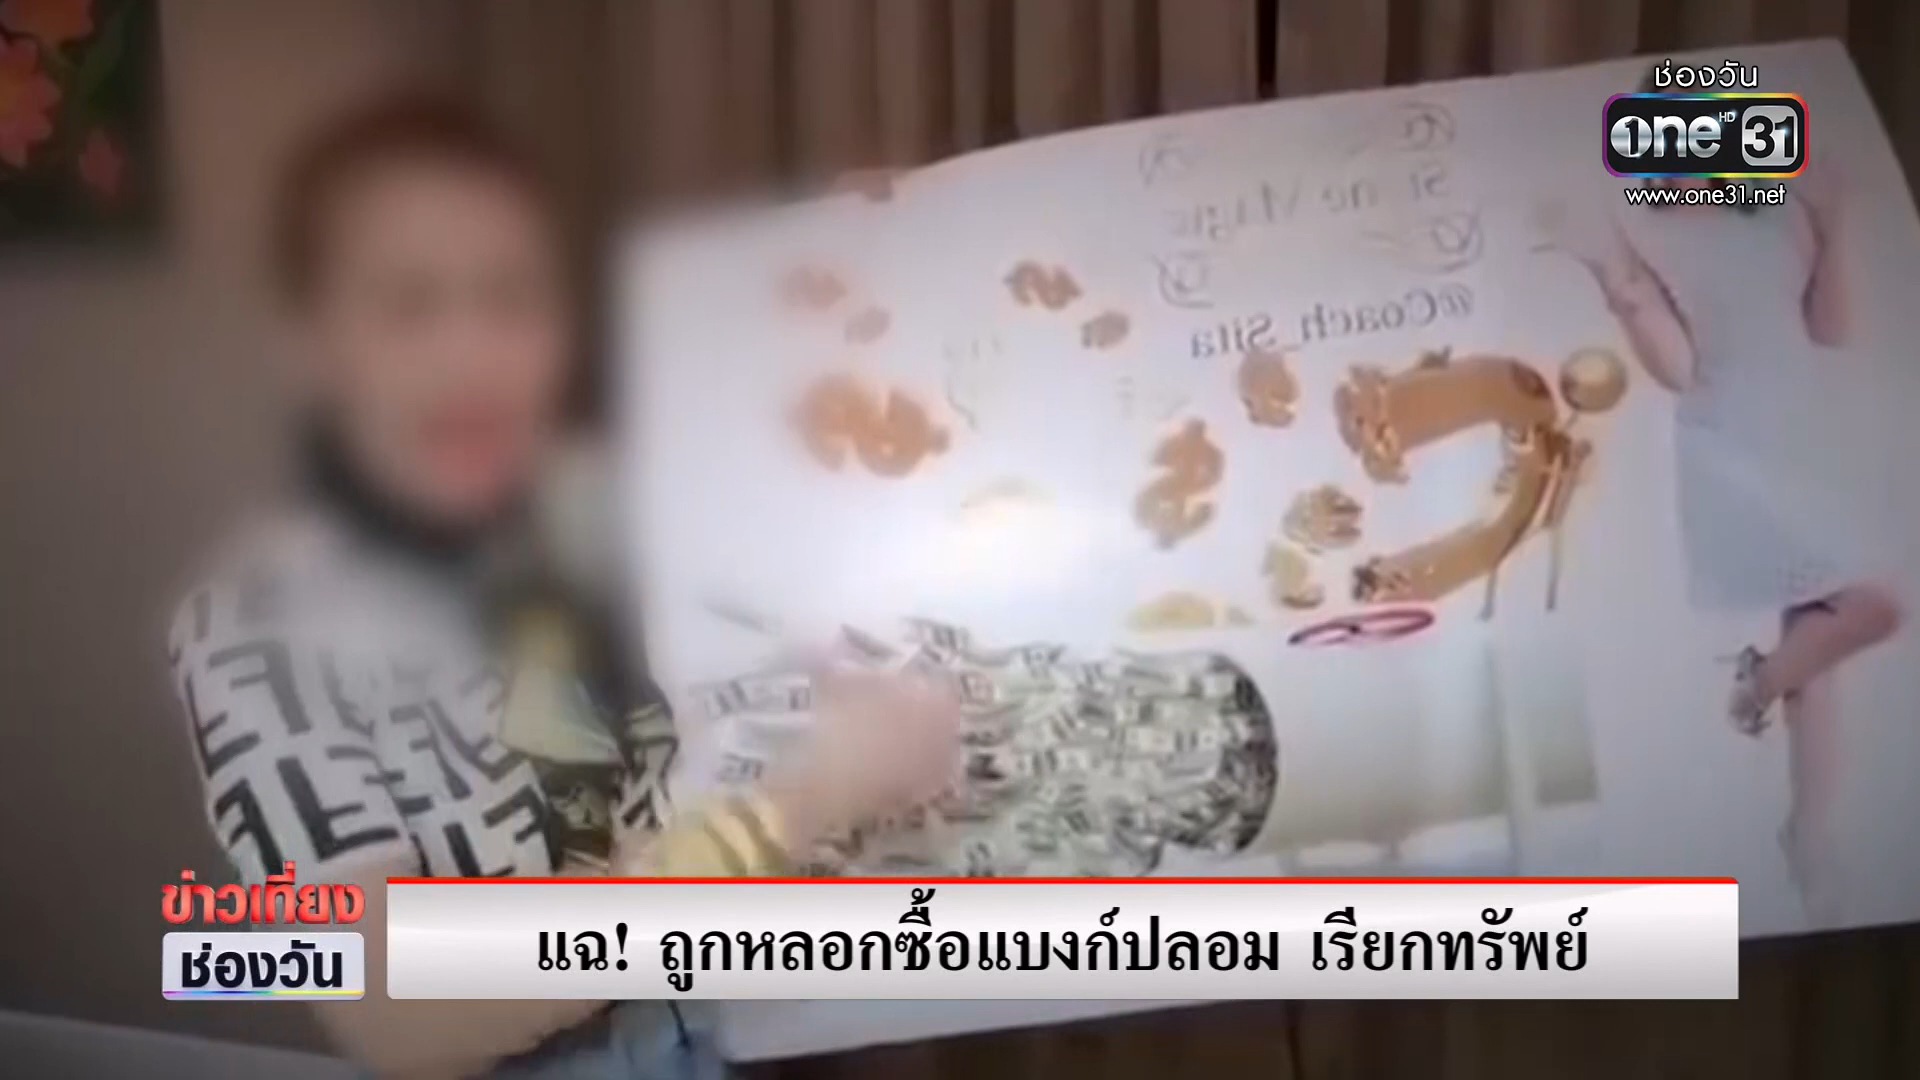 ช่องวัน
one HD 31
www.one31.net
@Coach_Sita
ข่าวเที่ยง
ช่องวัน
แฉ! ถูกหลอกซื้อแบงก์ปลอม เรียกทรัพย์